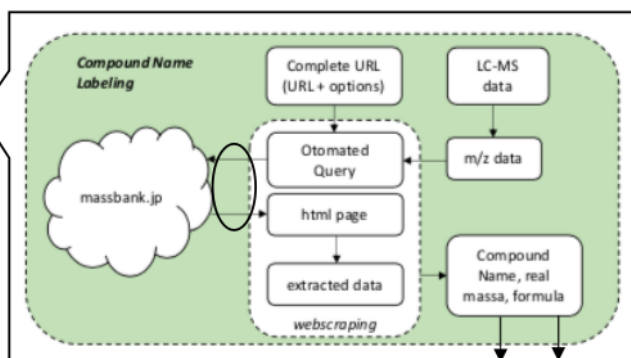 Compound Name
Labeling
Complete URL
(URL + options)
LC-MS
data
massbank.jp
Otomated
Query
m/z data
html page
extracted data
webscraping
Compound
Name, real
massa, formula